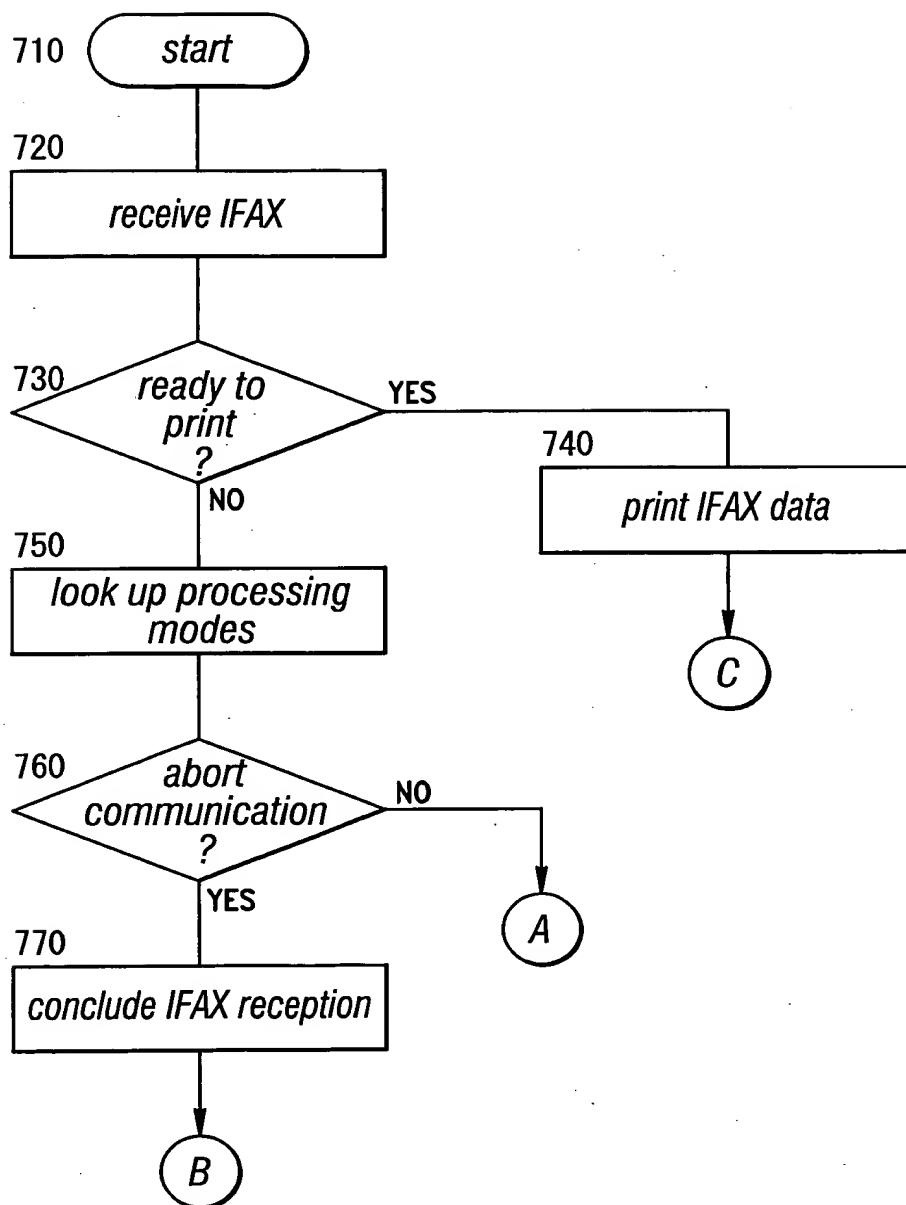 710
start
720
receive IFAX
730
ready to
print
?
YES
NO
740
print IFAX data
C
750
look up processing
modes
760
abort
communication
?
NO
A
YES
770
conclude IFAX reception
B